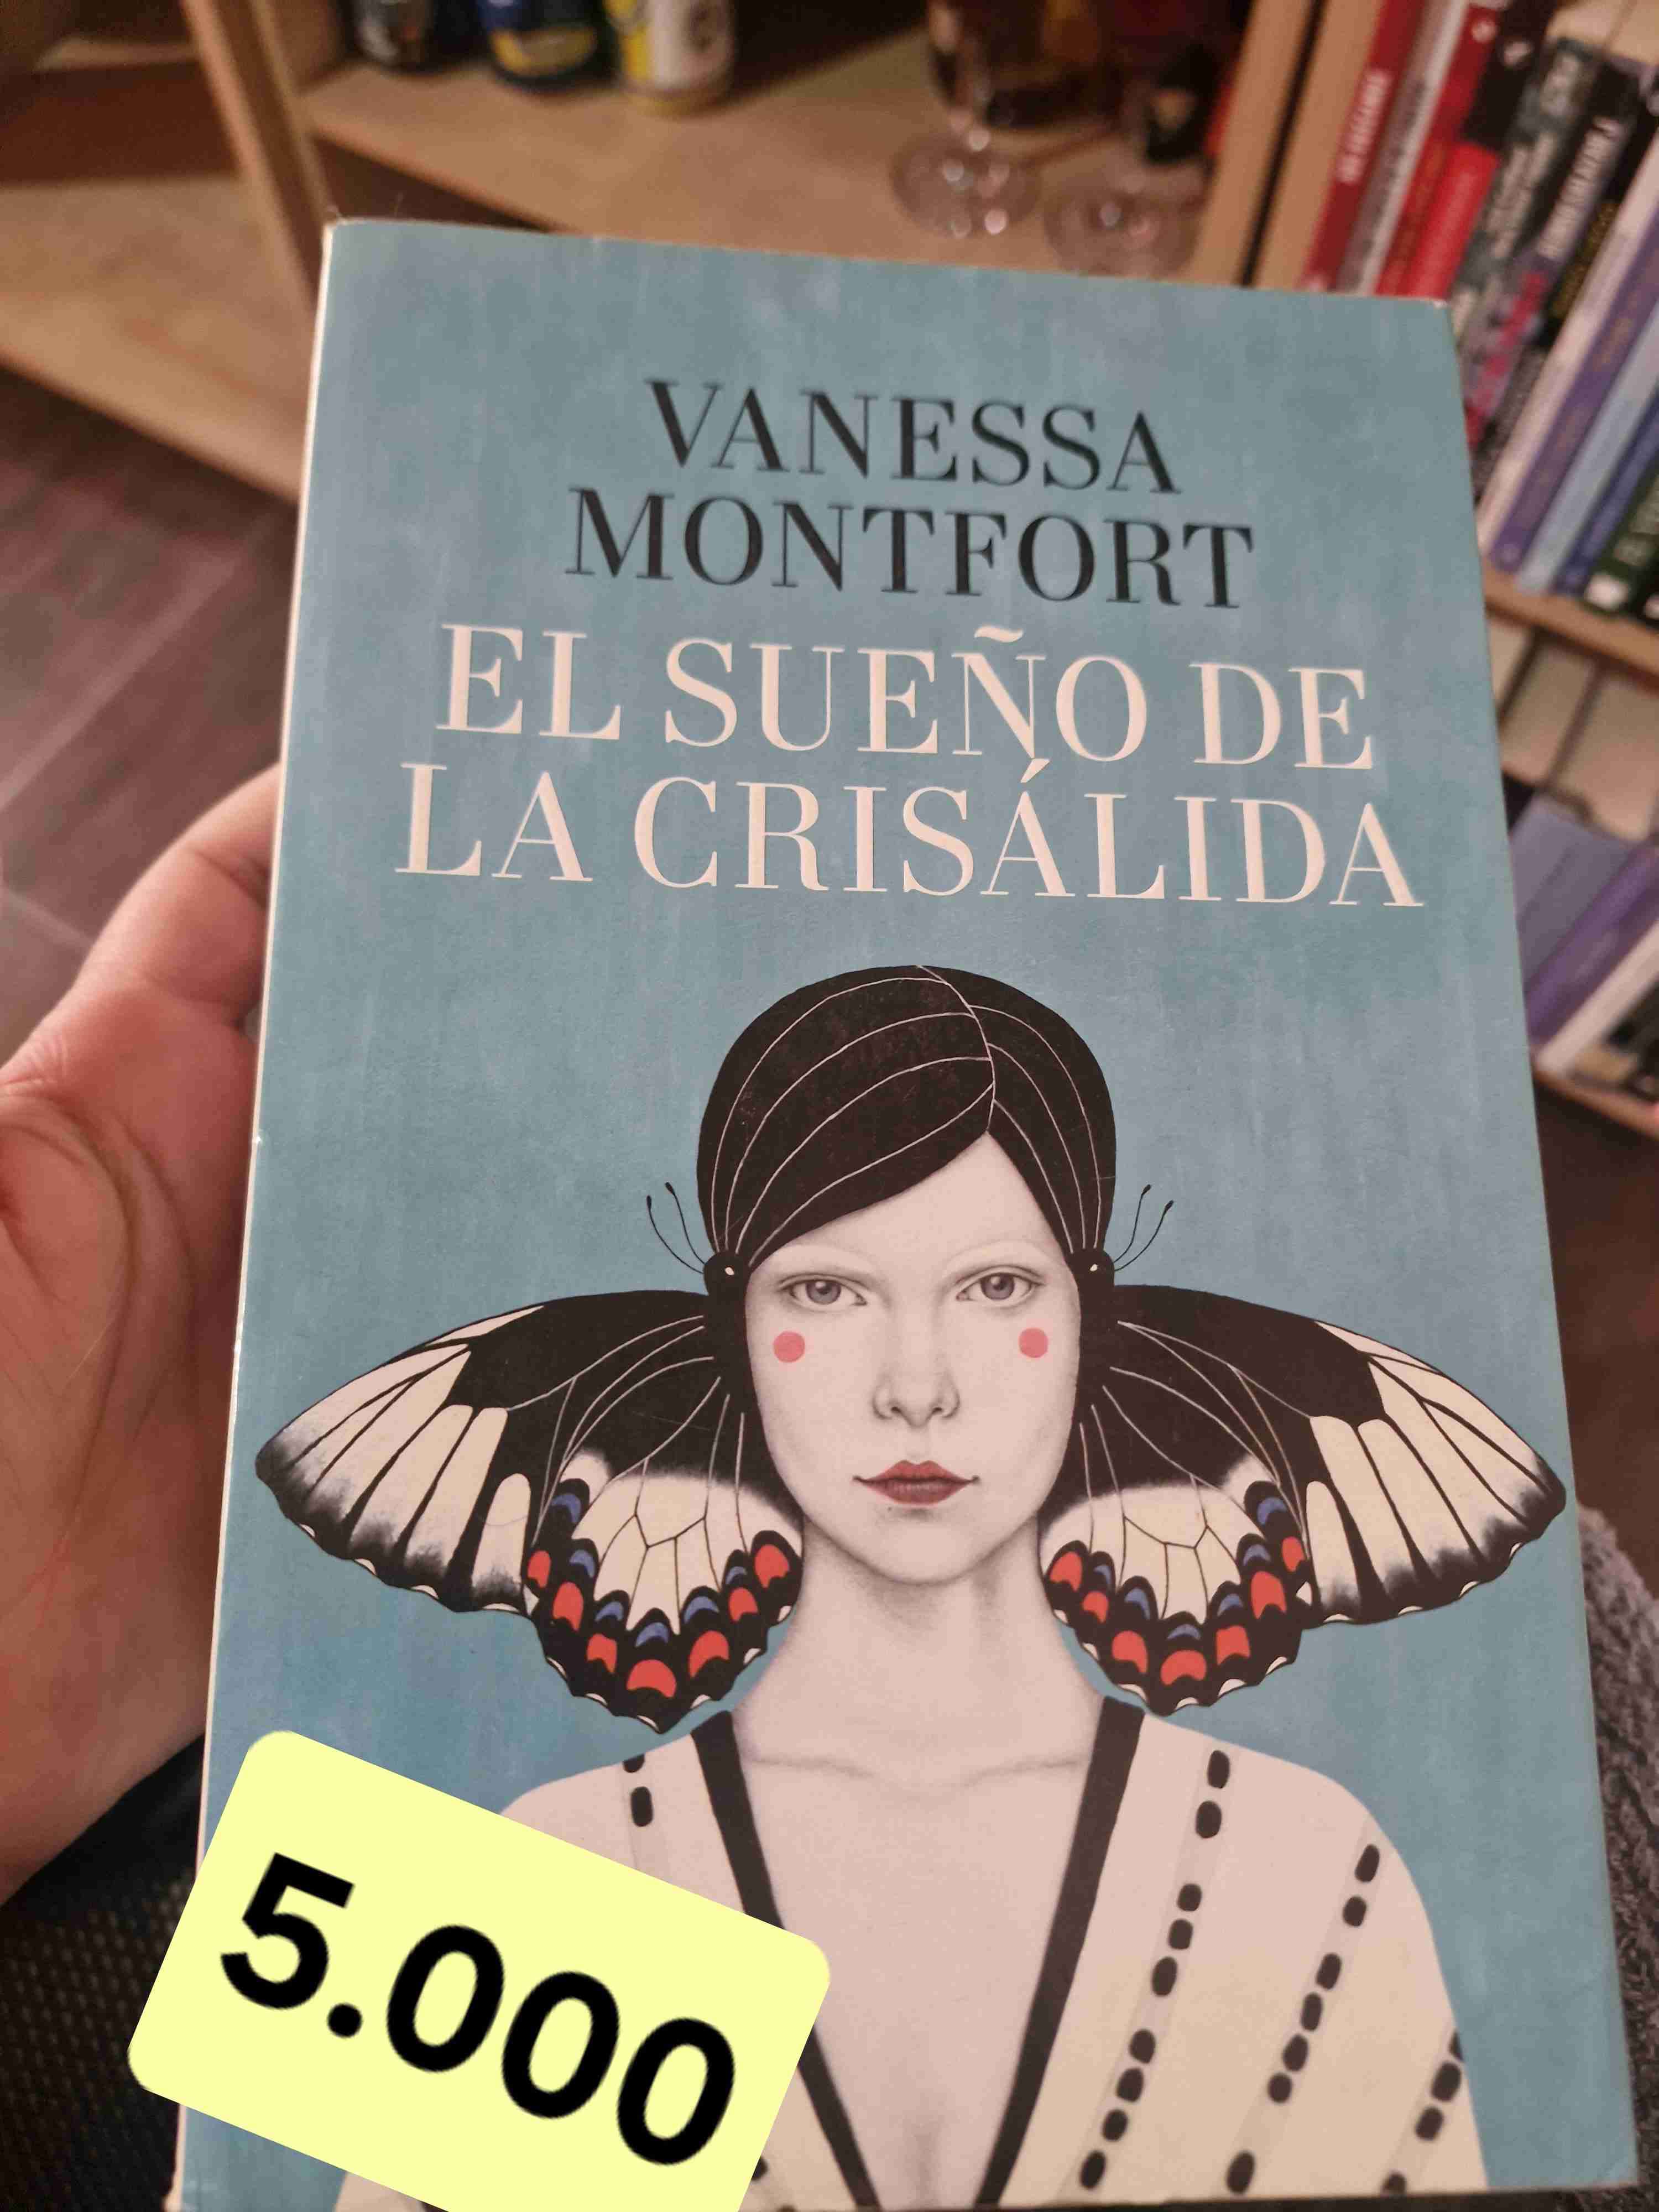 VANESSA
MONTFORT
EL SUEÑO DE
LA CRISÁLIDA
5.000